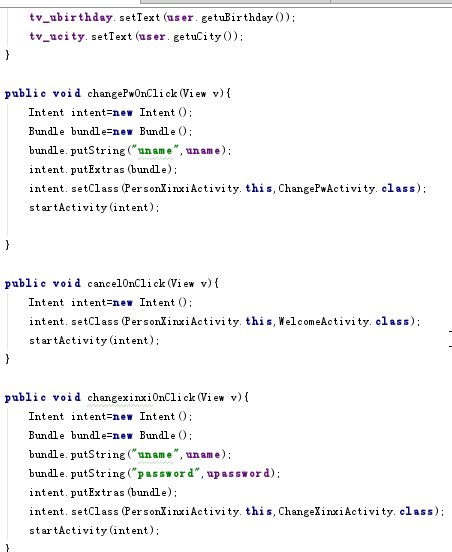 tv_ubirthday.setText(user.getuBirthday());
tv_ucity.setText(user.getuCity());
}
public void changePwOnClick(View v){
Intent intent=new Intent();
Bundle bundle=new Bundle();
bundle.putString("uname",uname);
intent.putExtras(bundle);
intent.setClass(PersonXinxiActivity.this,ChangePwActivity.class);
startActivity(intent);
}
public void cancelOnClick(View v){
Intent intent=new Intent();
intent.setClass(PersonXinxiActivity.this,WelcomeActivity.class);
startActivity(intent);
}
public void changexinxiOnClick(View v){
Intent intent=new Intent();
Bundle bundle=new Bundle();
bundle.putString("uname",uname);
bundle.putString("password",upassword);
intent.putExtras(bundle);
intent.setClass(PersonXinxiActivity.this,ChangeXinxiActivity.class);
startActivity(intent);
}